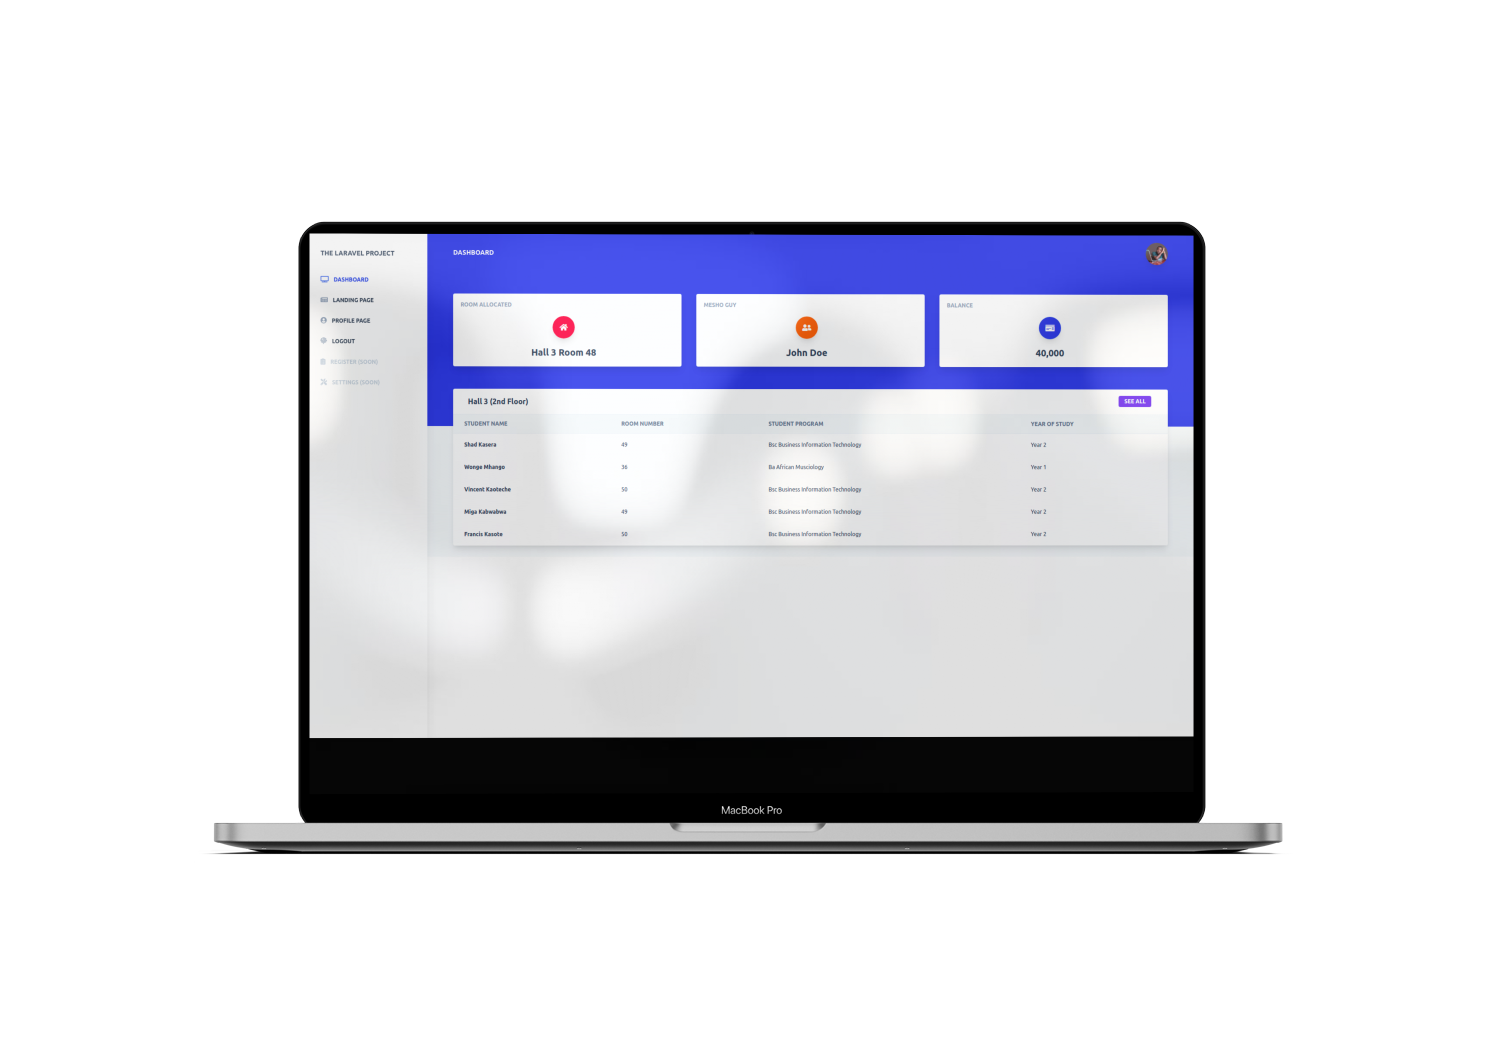 THE LARAVEL PROJECT
DASHBOARD
LANDING PAGE
PROFILE PAGE
LOGOUT
REGISTER (SOON)
SETTINGS (SOON)
DASHBOARD
ROOM ALLOCATED
Hall 3 Room 48
MESHO GUY
John Doe
BALANCE
40,000
Hall 3 (2nd Floor)
SEE ALL
STUDENT NAME ROOM NUMBER STUDENT PROGRAM YEAR OF STUDY
Shad Kasera 49 Bsc Business Information Technology Year 2
Wonge Mhango 36 Ba African Musciology Year 1
Vincent Kaoteche 50 Bsc Business Information Technology Year 2
Miga Kabwabwa 49 Bsc Business Information Technology Year 2
Francis Kasote 50 Bsc Business Information Technology Year 2
MacBook Pro